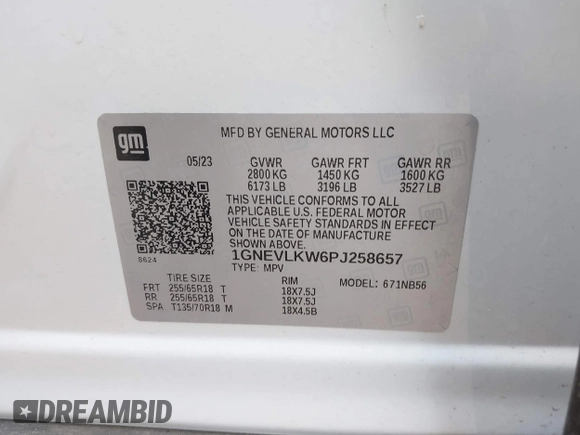 gm
MFD BY GENERAL MOTORS LLC
05/23 GVWR GAWR FRT GAWR RR
2800 KG 1450 KG 1600 KG
6173 LB 3196 LB 3527 LB
THIS VEHICLE CONFORMS TO ALL
APPLICABLE U.S. FEDERAL MOTOR
VEHICLE SAFETY STANDARDS IN EFFECT
ON THE DATE OF MANUFACTURE
SHOWN ABOVE.
8624
1GNEVLKW6PJ258657
TYPE: MPV
TIRE SIZE RIM MODEL: 671NB56
FRT 255/65R18 T 18X7.5J
RR 255/65R18 T 18X7.5J
SPA T135/70R18 M 18X4.5B
DREAMBID